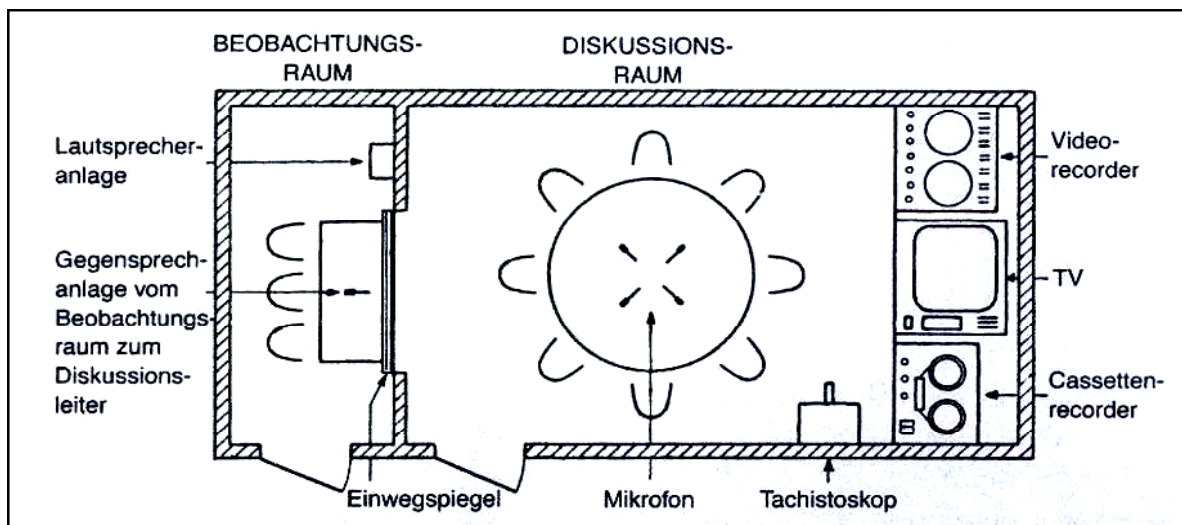 BEOBACHTUNGS-
RAUM
DISKUSSIONS-
RAUM
Lautsprecher-
anlage
Gegensprech-
anlage vom
Beobachtungs-
raum zum
Diskussions-
leiter
Video-
recorder
TV
Cassetten-
recorder
Einwegspiegel
Mikrofon
Tachistoskop